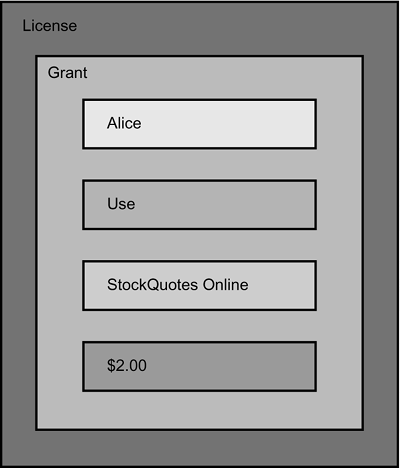 License
Grant
Alice
Use
StockQuotes Online
$2.00